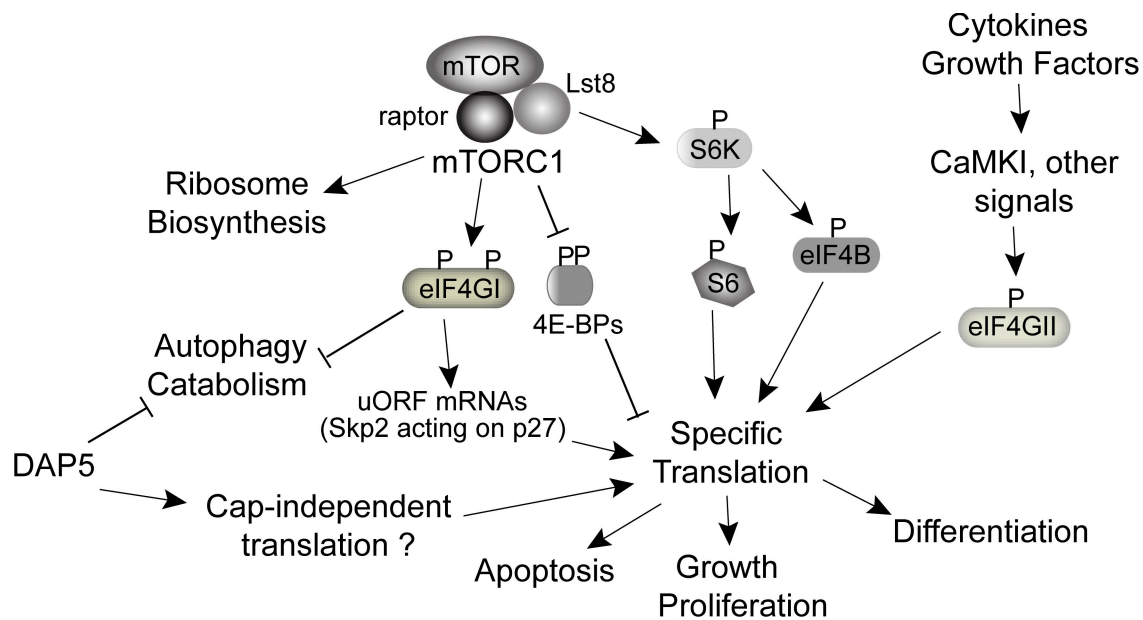 Cytokines
Growth Factors
mTOR
Lst8
raptor
mTORC1
P
S6K
CaMKI, other
signals
Ribosome
Biosynthesis
P P
eIF4GI
PP
4E-BPs
P
S6
P
eIF4B
P
eIF4GII
Autophagy
Catabolism
uORF mRNAs
(Skp2 acting on p27)
Specific
Translation
DAP5
Cap-independent
translation ?
Differentiation
Apoptosis
Growth
Proliferation